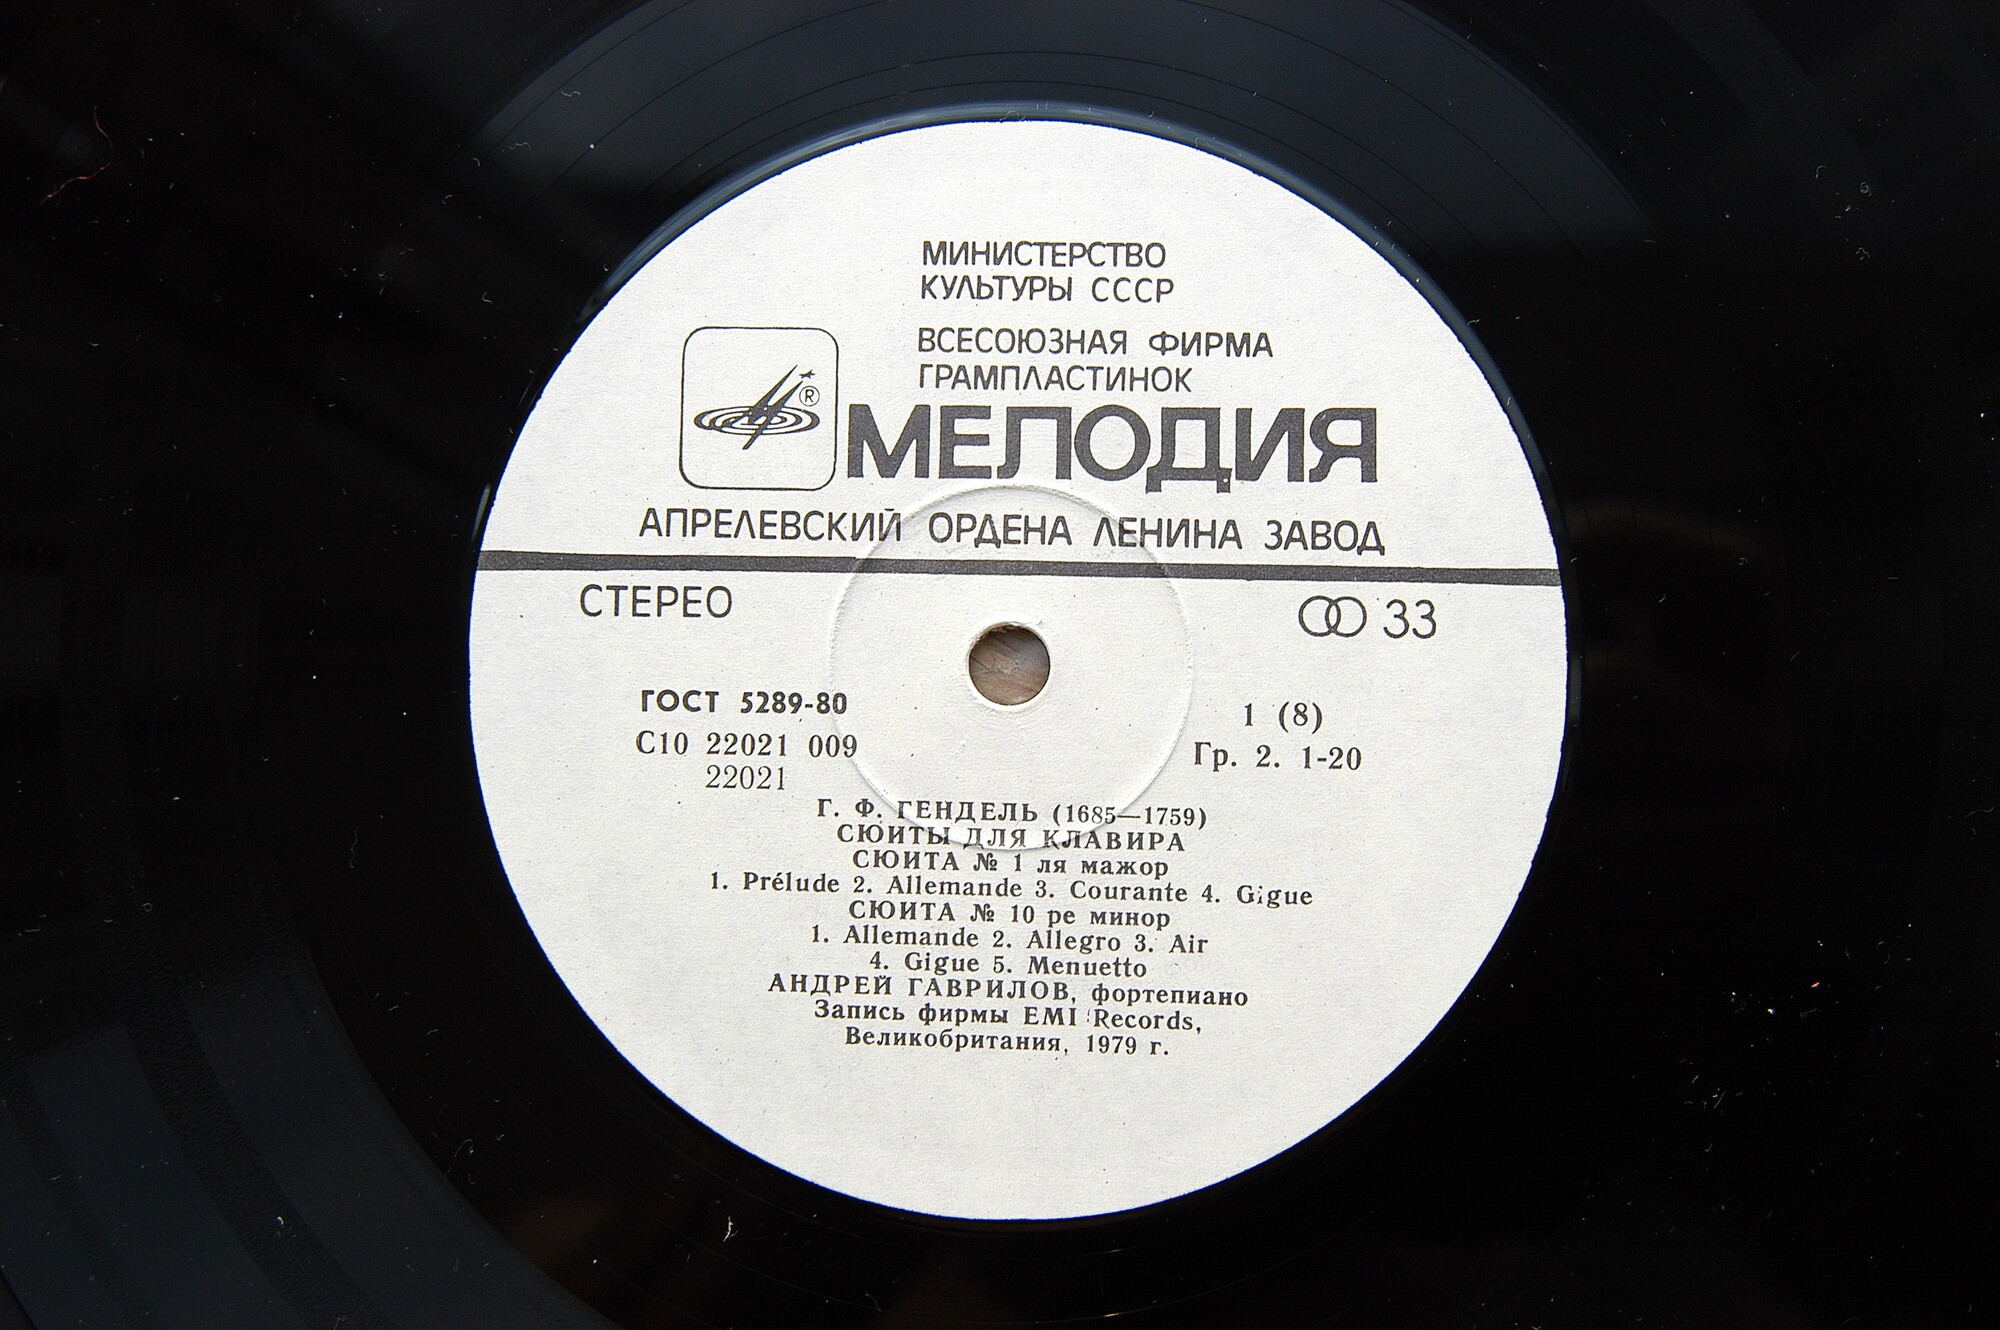 МИНИСТЕРСТВО
КУЛЬТУРЫ СССР
ВСЕСОЮЗНАЯ ФИРМА
ГРАМПЛАСТИНОК
®
МЕЛОДИЯ
АПРЕЛЕВСКИЙ ОРДЕНА ЛЕНИНА ЗАВОД
СТЕРЕО
33
ГОСТ 5289-80
С10 22021 009
22021
1 (8)
Гр. 2. 1-20
Г. Ф. ГЕНДЕЛЬ (1685—1759)
СЮИТЫ ДЛЯ КЛАВИРА
СЮИТА № 1 ля мажор
1. Prélude 2. Allemande 3. Courante 4. Gigue
СЮИТА № 10 ре минор
1. Allemande 2. Allegro 3. Air
4. Gigue 5. Menuetto
АНДРЕЙ ГАВРИЛОВ, фортепиано
Запись фирмы EMI Records,
Великобритания, 1979 г.